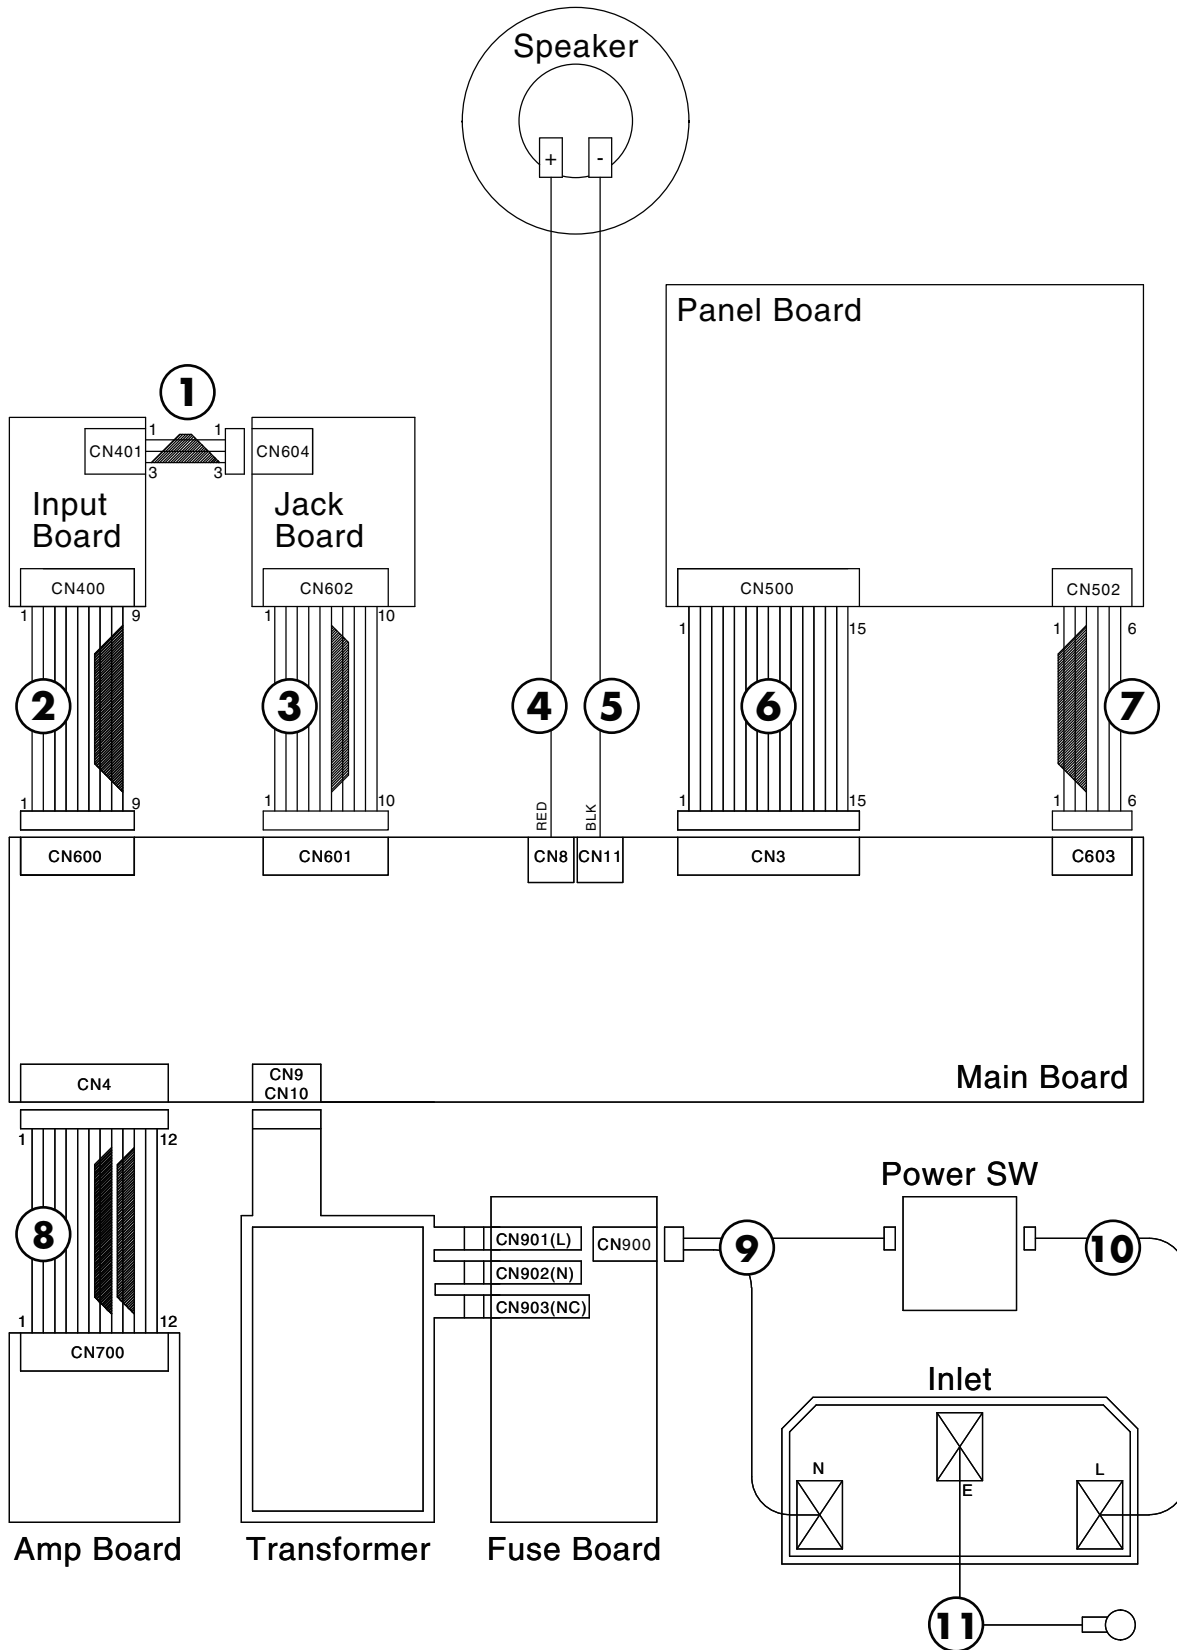 Speaker
+ -
Panel Board
1
1 1
CN401 CN604
3 3
Input
Board
Jack
Board
CN400 CN602 CN500 CN502
1 9 1 10 1 15 1 6
2 3 4 5 6 7
RED BLK
1 9 1 10 1 15 1 6
CN600 CN601 CN8 CN11 CN3 C603
CN4 CN9
CN10
Main Board
1 12
Power SW
8 CN901(L) CN900 9 10
CN902(N)
CN903(NC)
1 12
CN700
Inlet
N E L
Amp Board Transformer Fuse Board
11